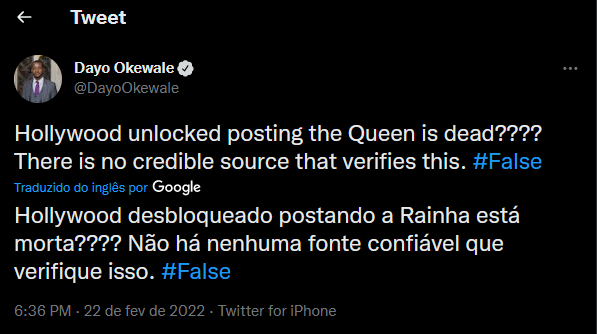 Tweet
Dayo Okewale
@DayoOkewale
Hollywood unlocked posting the Queen is dead????
There is no credible source that verifies this. #False
Traduzido do inglês por Google
Hollywood desbloqueado postando a Rainha está
morta???? Não há nenhuma fonte confiável que
verifique isso. #False
6:36 PM · 22 de fev de 2022 · Twitter for iPhone